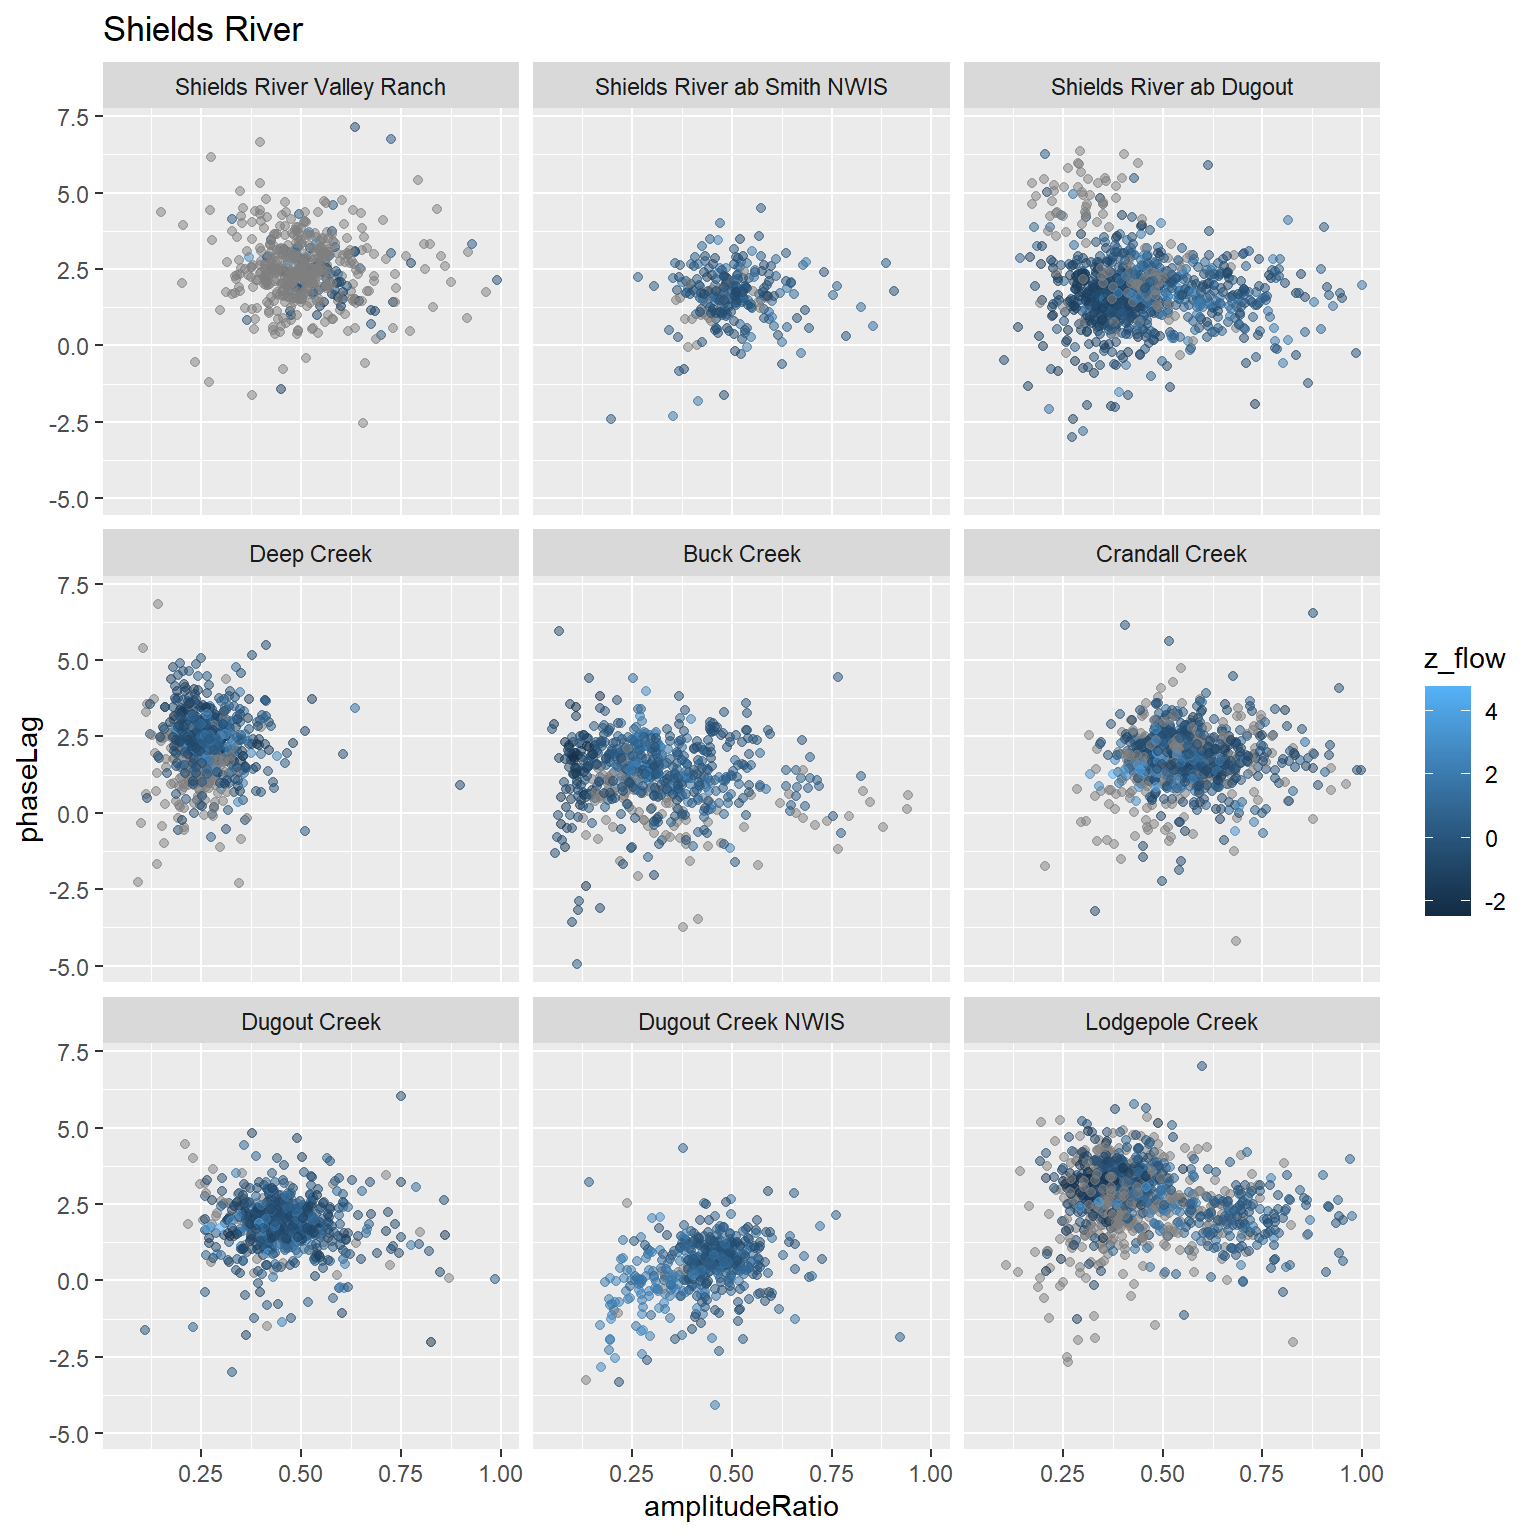 Shields River
Shields River Valley Ranch
Shields River ab Smith NWIS
Shields River ab Dugout
7.5
5.0
2.5
0.0
-2.5
-5.0
Deep Creek
Buck Creek
Crandall Creek
7.5
5.0
2.5
0.0
-2.5
-5.0
phaseLag
z_flow
4
2
0
-2
Dugout Creek
Dugout Creek NWIS
Lodgepole Creek
7.5
5.0
2.5
0.0
-2.5
-5.0
0.25 0.50 0.75 1.00 0.25 0.50 0.75 1.00 0.25 0.50 0.75 1.00
amplitudeRatio